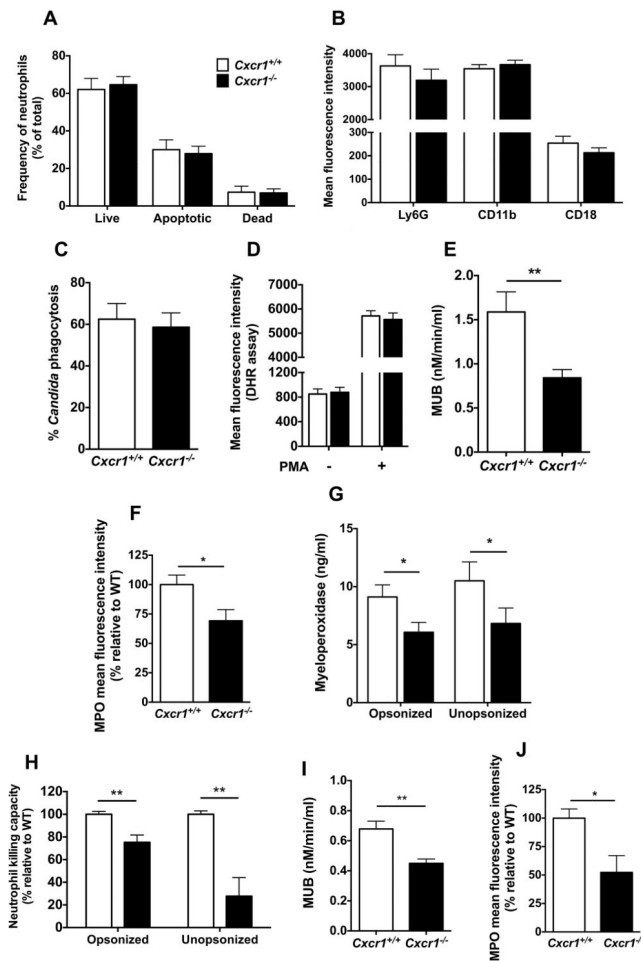 A
Frequency of neutrophils
(% of total)
80
60
40
20
0
Live Apoptotic Dead
Cxcr1+/+
Cxcr1-/-
B
Mean fluorescence intensity
4000
3000
2000
1000
300
200
100
0
Ly6G CD11b CD18
C
% Candida phagocytosis
80
60
40
20
0
Cxcr1+/+ Cxcr1-/-
D
Mean fluorescence intensity
(DHR assay)
7000
6000
5000
1200
800
400
0
PMA - +
E
MUB (nM/min/ml)
2.0
1.5
1.0
0.5
0.0
**
Cxcr1+/+ Cxcr1-/-
F
MPO mean fluorescence intensity
(% relative to WT)
125
100
75
50
25
0
*
Cxcr1+/+ Cxcr1-/-
G
Myeloperoxidase (ng/ml)
15
10
5
0
*
*
Opsonized Unopsonized
H
Neutrophil killing capacity
(% relative to WT)
120
100
80
60
40
20
0
**
**
Opsonized Unopsonized
I
MUB (nM/min/ml)
1.0
0.8
0.6
0.4
0.2
0.0
**
Cxcr1+/+ Cxcr1-/-
J
MPO mean fluorescence intensity
(% relative to WT)
150
100
50
0
*
Cxcr1+/+ Cxcr1-/